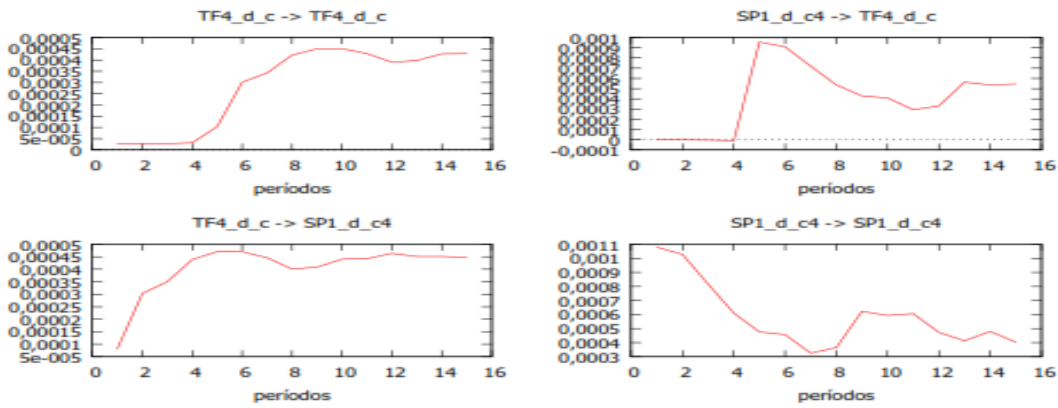 TF4_d_c -> TF4_d_c
0,0005
0,00045
0,0004
0,00035
0,0003
0,00025
0,0002
0,00015
0,0001
5e-005
0
0 2 4 6 8 10 12 14 16
períodos
SP1_d_c4 -> TF4_d_c
0,001
0,0009
0,0008
0,0007
0,0006
0,0005
0,0004
0,0003
0,0002
0,0001
0
-0,0001
0 2 4 6 8 10 12 14 16
períodos
TF4_d_c -> SP1_d_c4
0,0005
0,00045
0,0004
0,00035
0,0003
0,00025
0,0002
0,00015
0,0001
5e-005
0 2 4 6 8 10 12 14 16
períodos
SP1_d_c4 -> SP1_d_c4
0,0011
0,001
0,0009
0,0008
0,0007
0,0006
0,0005
0,0004
0,0003
0 2 4 6 8 10 12 14 16
períodos